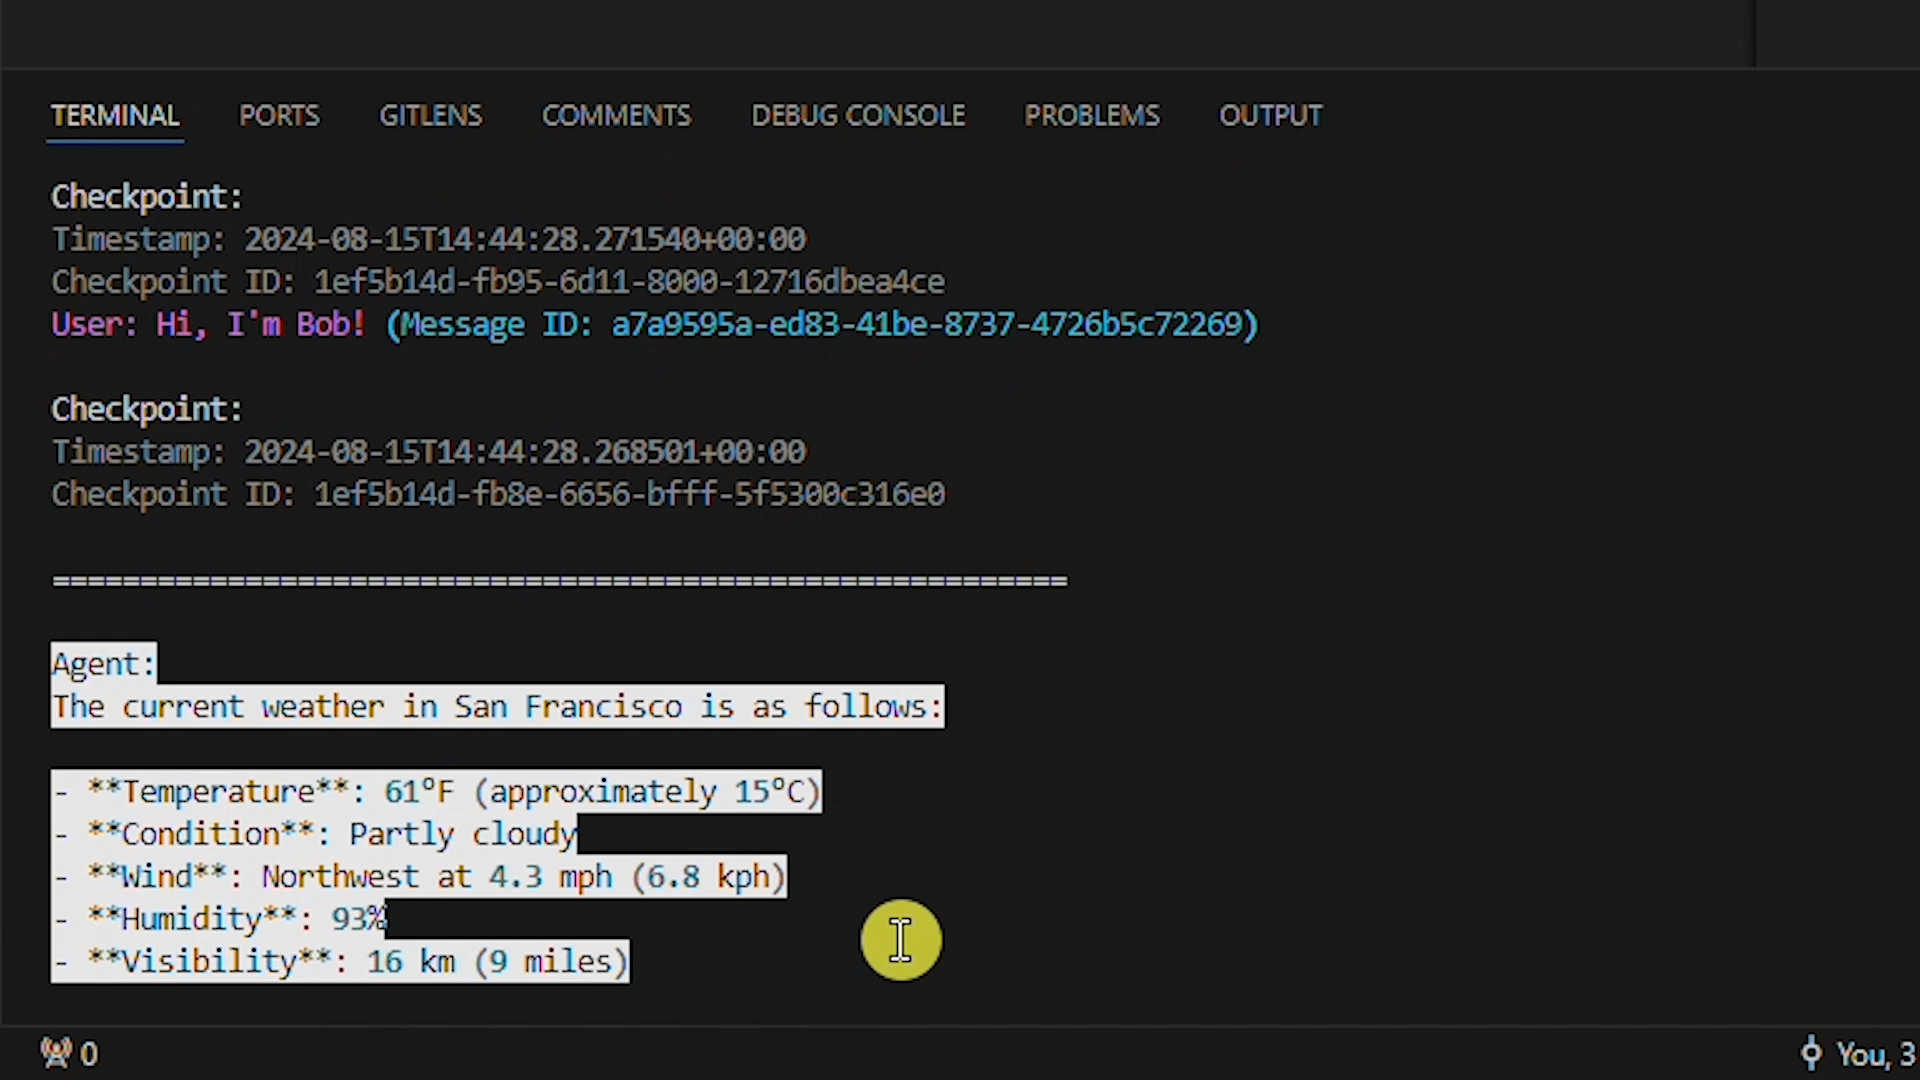 TERMINAL PORTS GITLENS COMMENTS DEBUG CONSOLE PROBLEMS OUTPUT
Checkpoint:
Timestamp: 2024-08-15T14:44:28.271540+00:00
Checkpoint ID: 1ef5b14d-fb95-6d11-8000-12716dbea4ce
User: Hi, I'm Bob! (Message ID: a7a9595a-ed83-41be-8737-4726b5c72269)
Checkpoint:
Timestamp: 2024-08-15T14:44:28.268501+00:00
Checkpoint ID: 1ef5b14d-fb8e-6656-bfff-5f5300c316e0
==========================================================
Agent:
The current weather in San Francisco is as follows:
- **Temperature**: 61°F (approximately 15°C)
- **Condition**: Partly cloudy
- **Wind**: Northwest at 4.3 mph (6.8 kph)
- **Humidity**: 93%
- **Visibility**: 16 km (9 miles)
0 You, 3